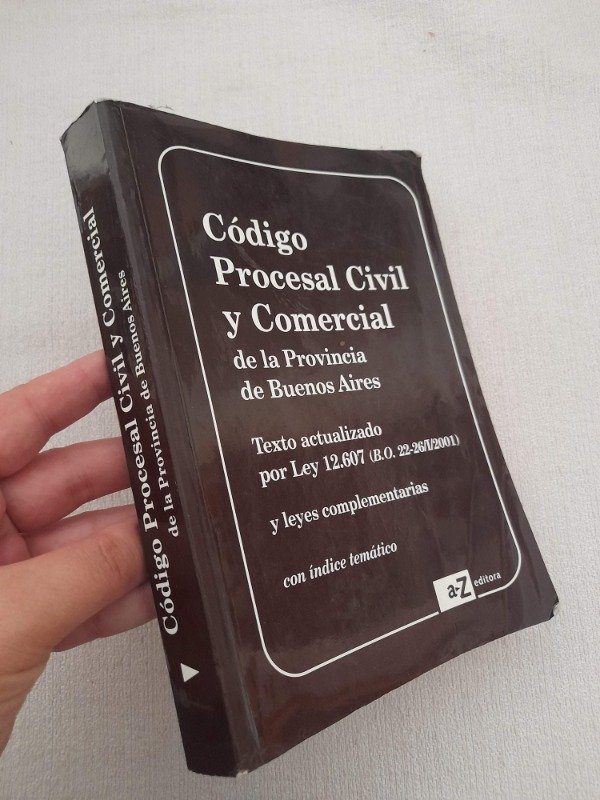 Código
Procesal Civil
y Comercial
de la Provincia
de Buenos Aires
Texto actualizado
por Ley 12.607 (B.O. 22-26/I/2001)
y leyes complementarias
con índice temático
a-Z editora
Código Procesal Civil y Comercial
de la Provincia de Buenos Aires